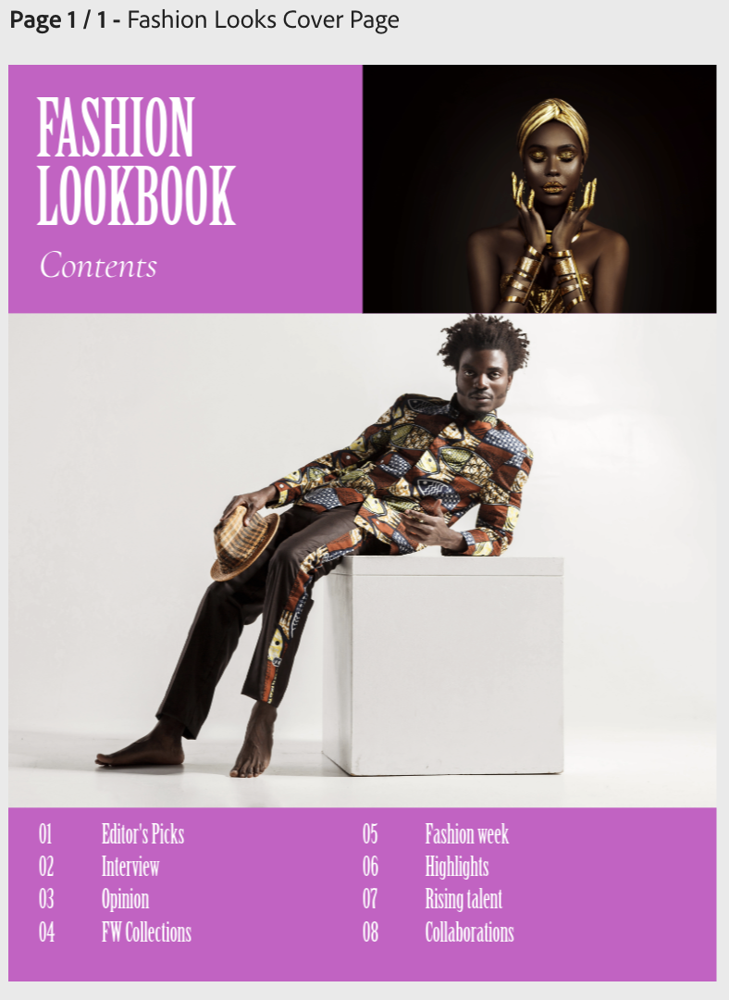 Page 1 / 1 - Fashion Looks Cover Page
FASHION
LOOKBOOK
Contents
01 Editor's Picks
02 Interview
03 Opinion
04 FW Collections
05 Fashion week
06 Highlights
07 Rising talent
08 Collaborations